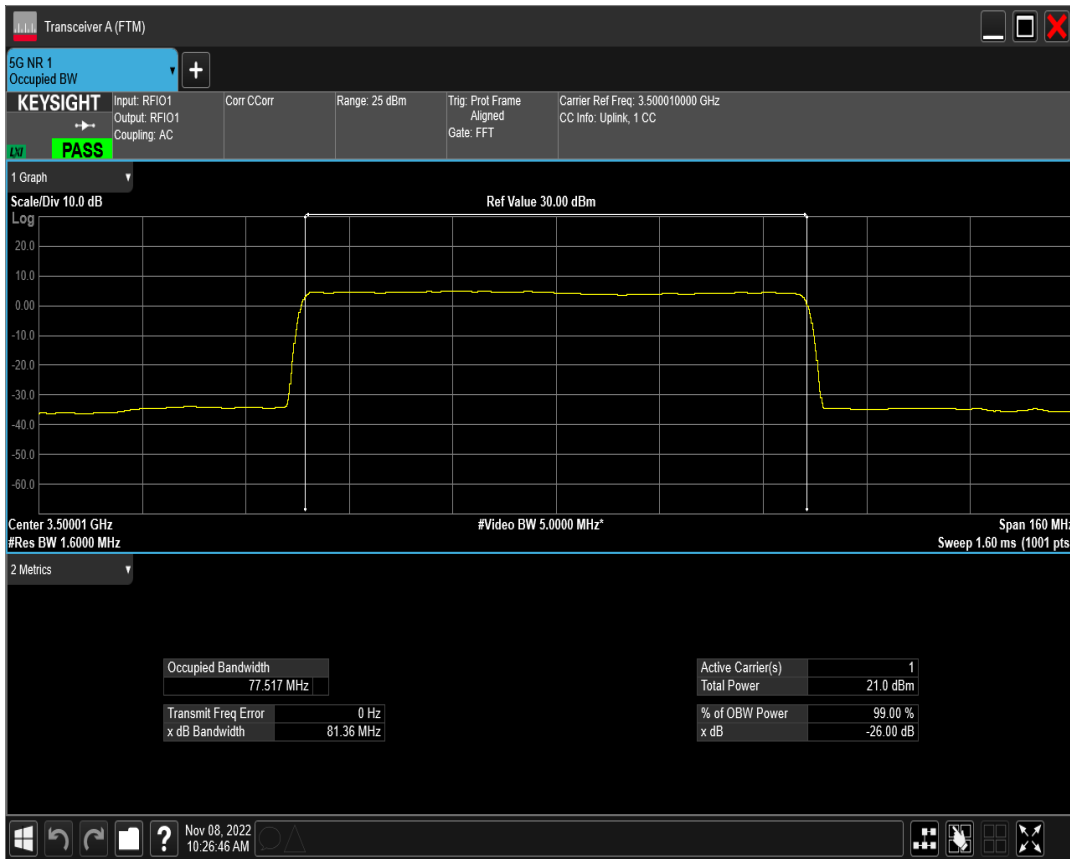 Transceiver A (FTM)
5G NR 1
Occupied BW
+
KEYSIGHT
LXI
PASS
Input: RFIO1
Output: RFIO1
Coupling: AC
Corr CCorr
Range: 25 dBm
Trig: Prot Frame
Aligned
Gate: FFT
Carrier Ref Freq: 3.500010000 GHz
CC Info: Uplink, 1 CC
1 Graph
Scale/Div 10.0 dB
Ref Value 30.00 dBm
Log
20.0
10.0
0.00
-10.0
-20.0
-30.0
-40.0
-50.0
-60.0
Center 3.50001 GHz
#Video BW 5.0000 MHz*
Span 160 MHz
#Res BW 1.6000 MHz
Sweep 1.60 ms (1001 pts
2 Metrics
Occupied Bandwidth
77.517 MHz
Transmit Freq Error 0 Hz
x dB Bandwidth 81.36 MHz
Active Carrier(s) 1
Total Power 21.0 dBm
% of OBW Power 99.00 %
x dB -26.00 dB
?
Nov 08, 2022
10:26:46 AM